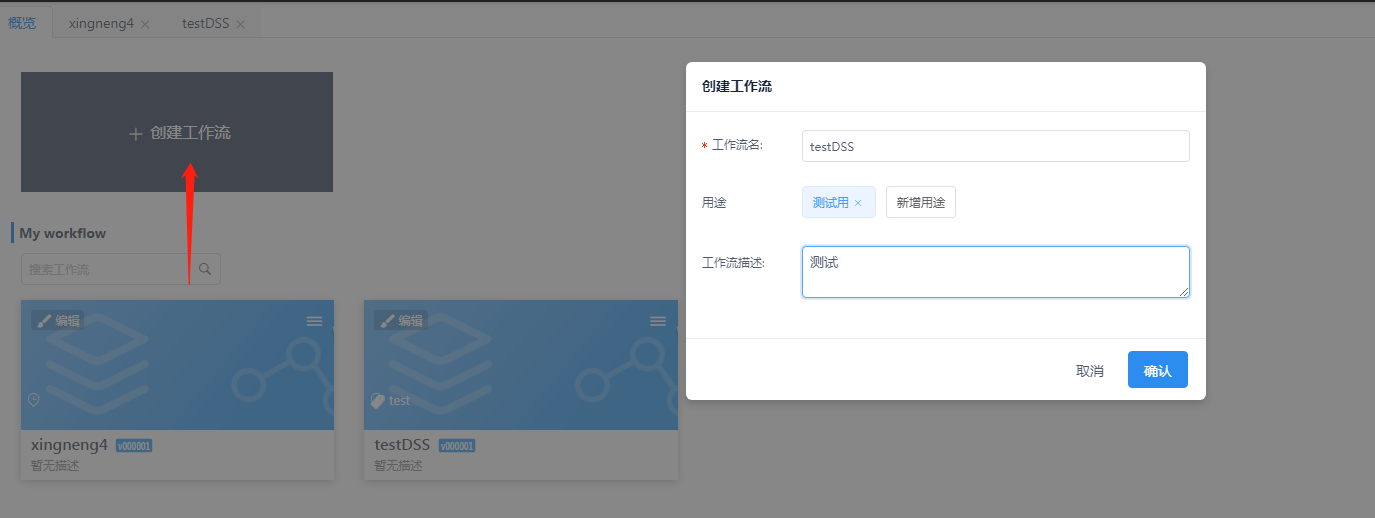 概览 xingneng4 testDSS
创建工作流
My workflow
搜索工作流
编辑
xingneng4 v000001
暂无描述
编辑
test
testDSS v000001
暂无描述
创建工作流
* 工作流名: testDSS
用途 测试用 × 新增用途
工作流描述: 测试
取消 确认